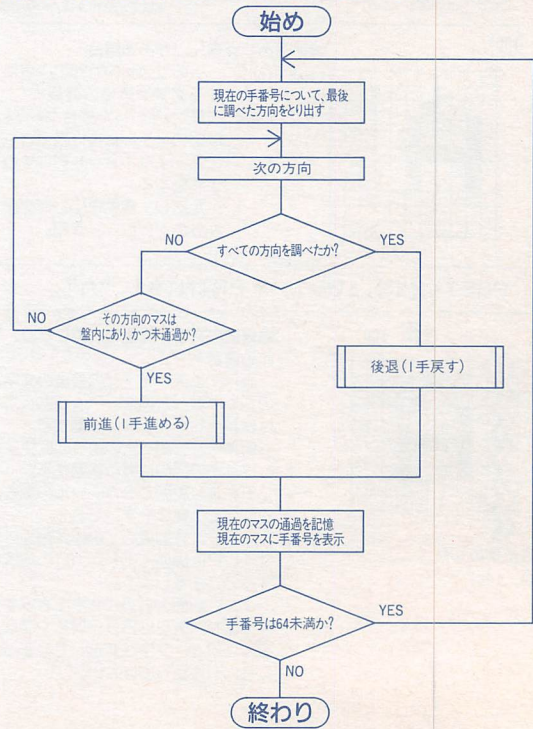 始め
現在の手番号について、最後
に調べた方向をとり出す
次の方向
すべての方向を調べたか?
NO
YES
その方向のマスは
盤内にあり、かつ未通過か?
NO
YES
前進(1手進める)
後退(1手戻す)
現在のマスの通過を記憶
現在のマスに手番号を表示
手番号は64未満か?
YES
NO
終わり